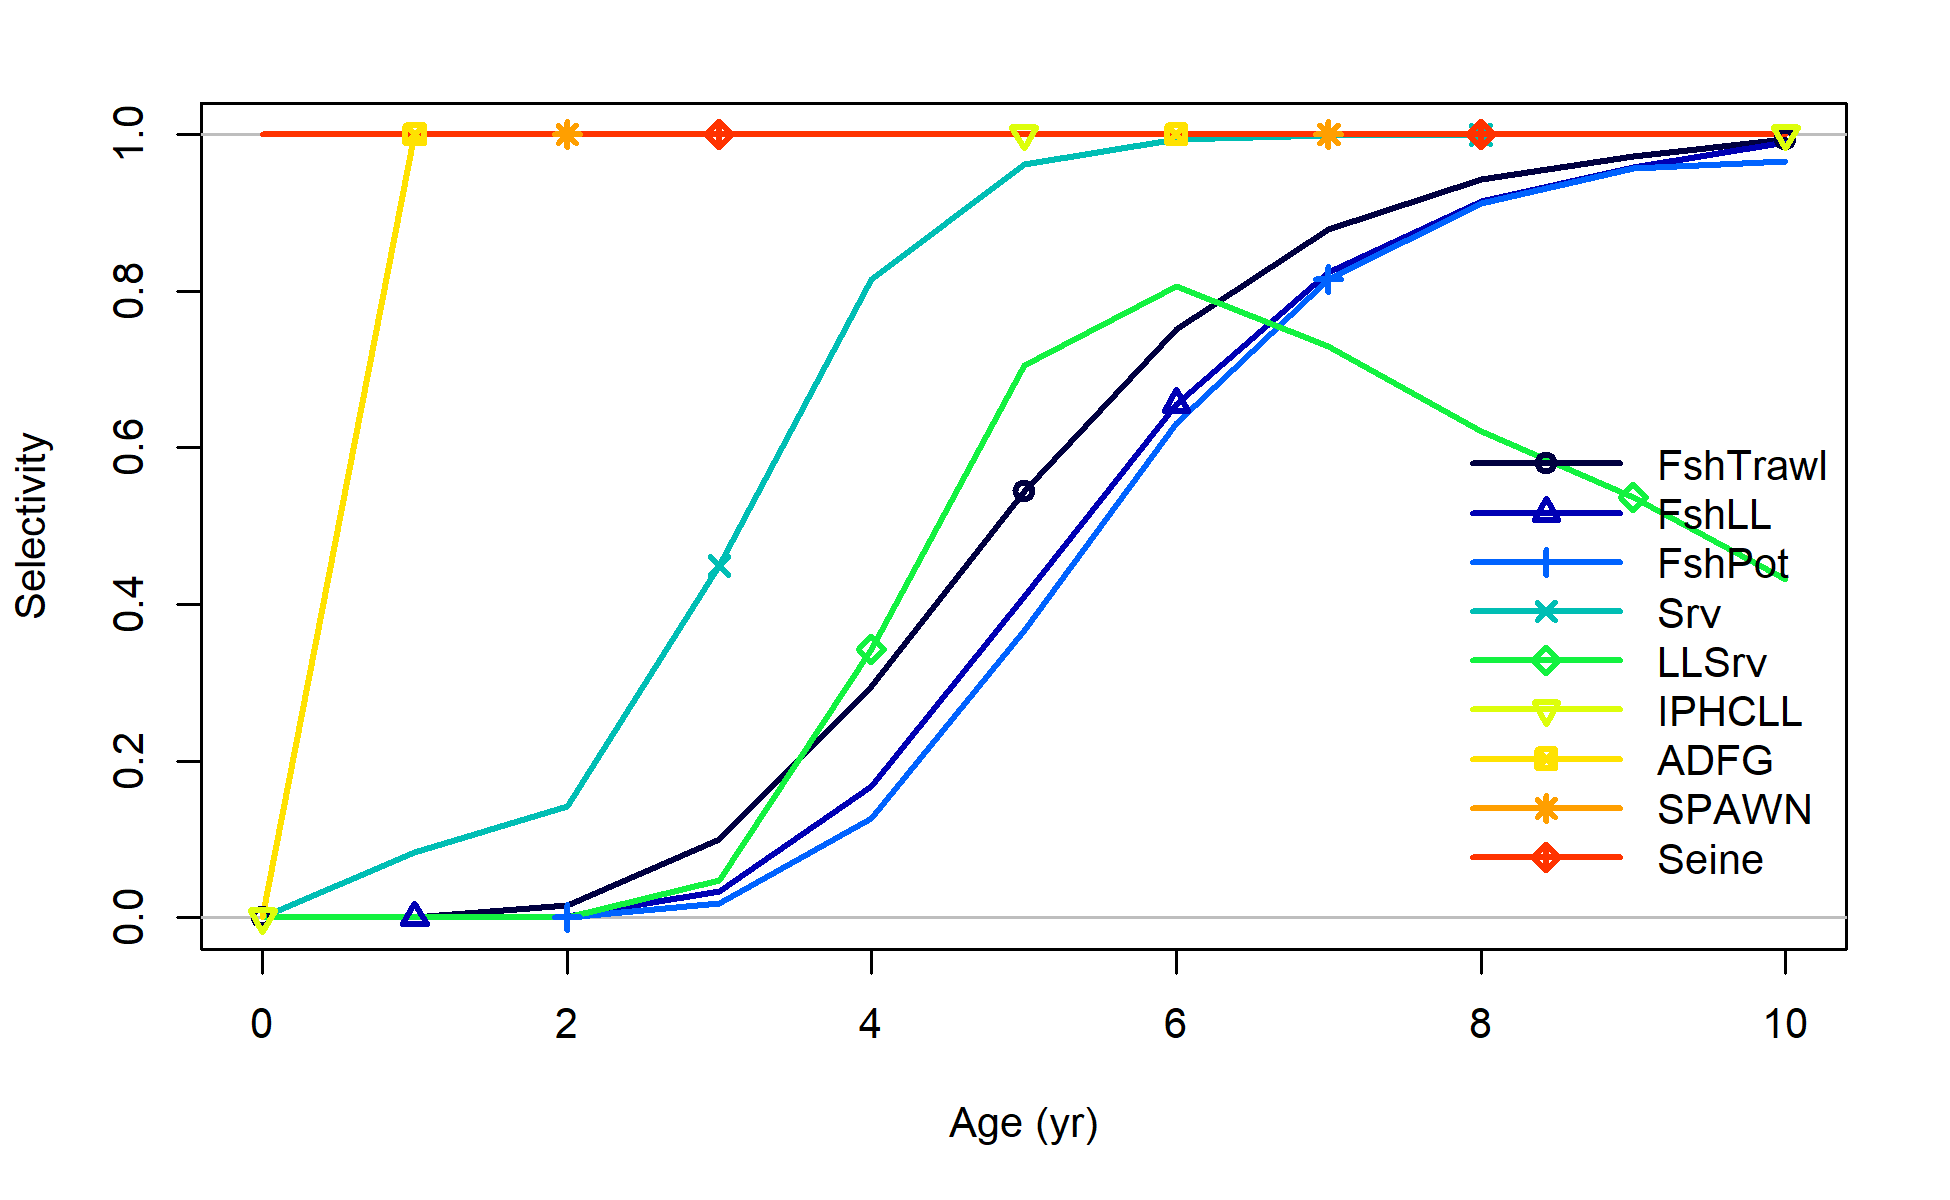 Selectivity
1.0
0.8
0.6
0.4
0.2
0.0
0 2 4 6 8 10
Age (yr)
FshTrawl
FshLL
FshPot
Srv
LLSrv
IPHCLL
ADFG
SPAWN
Seine